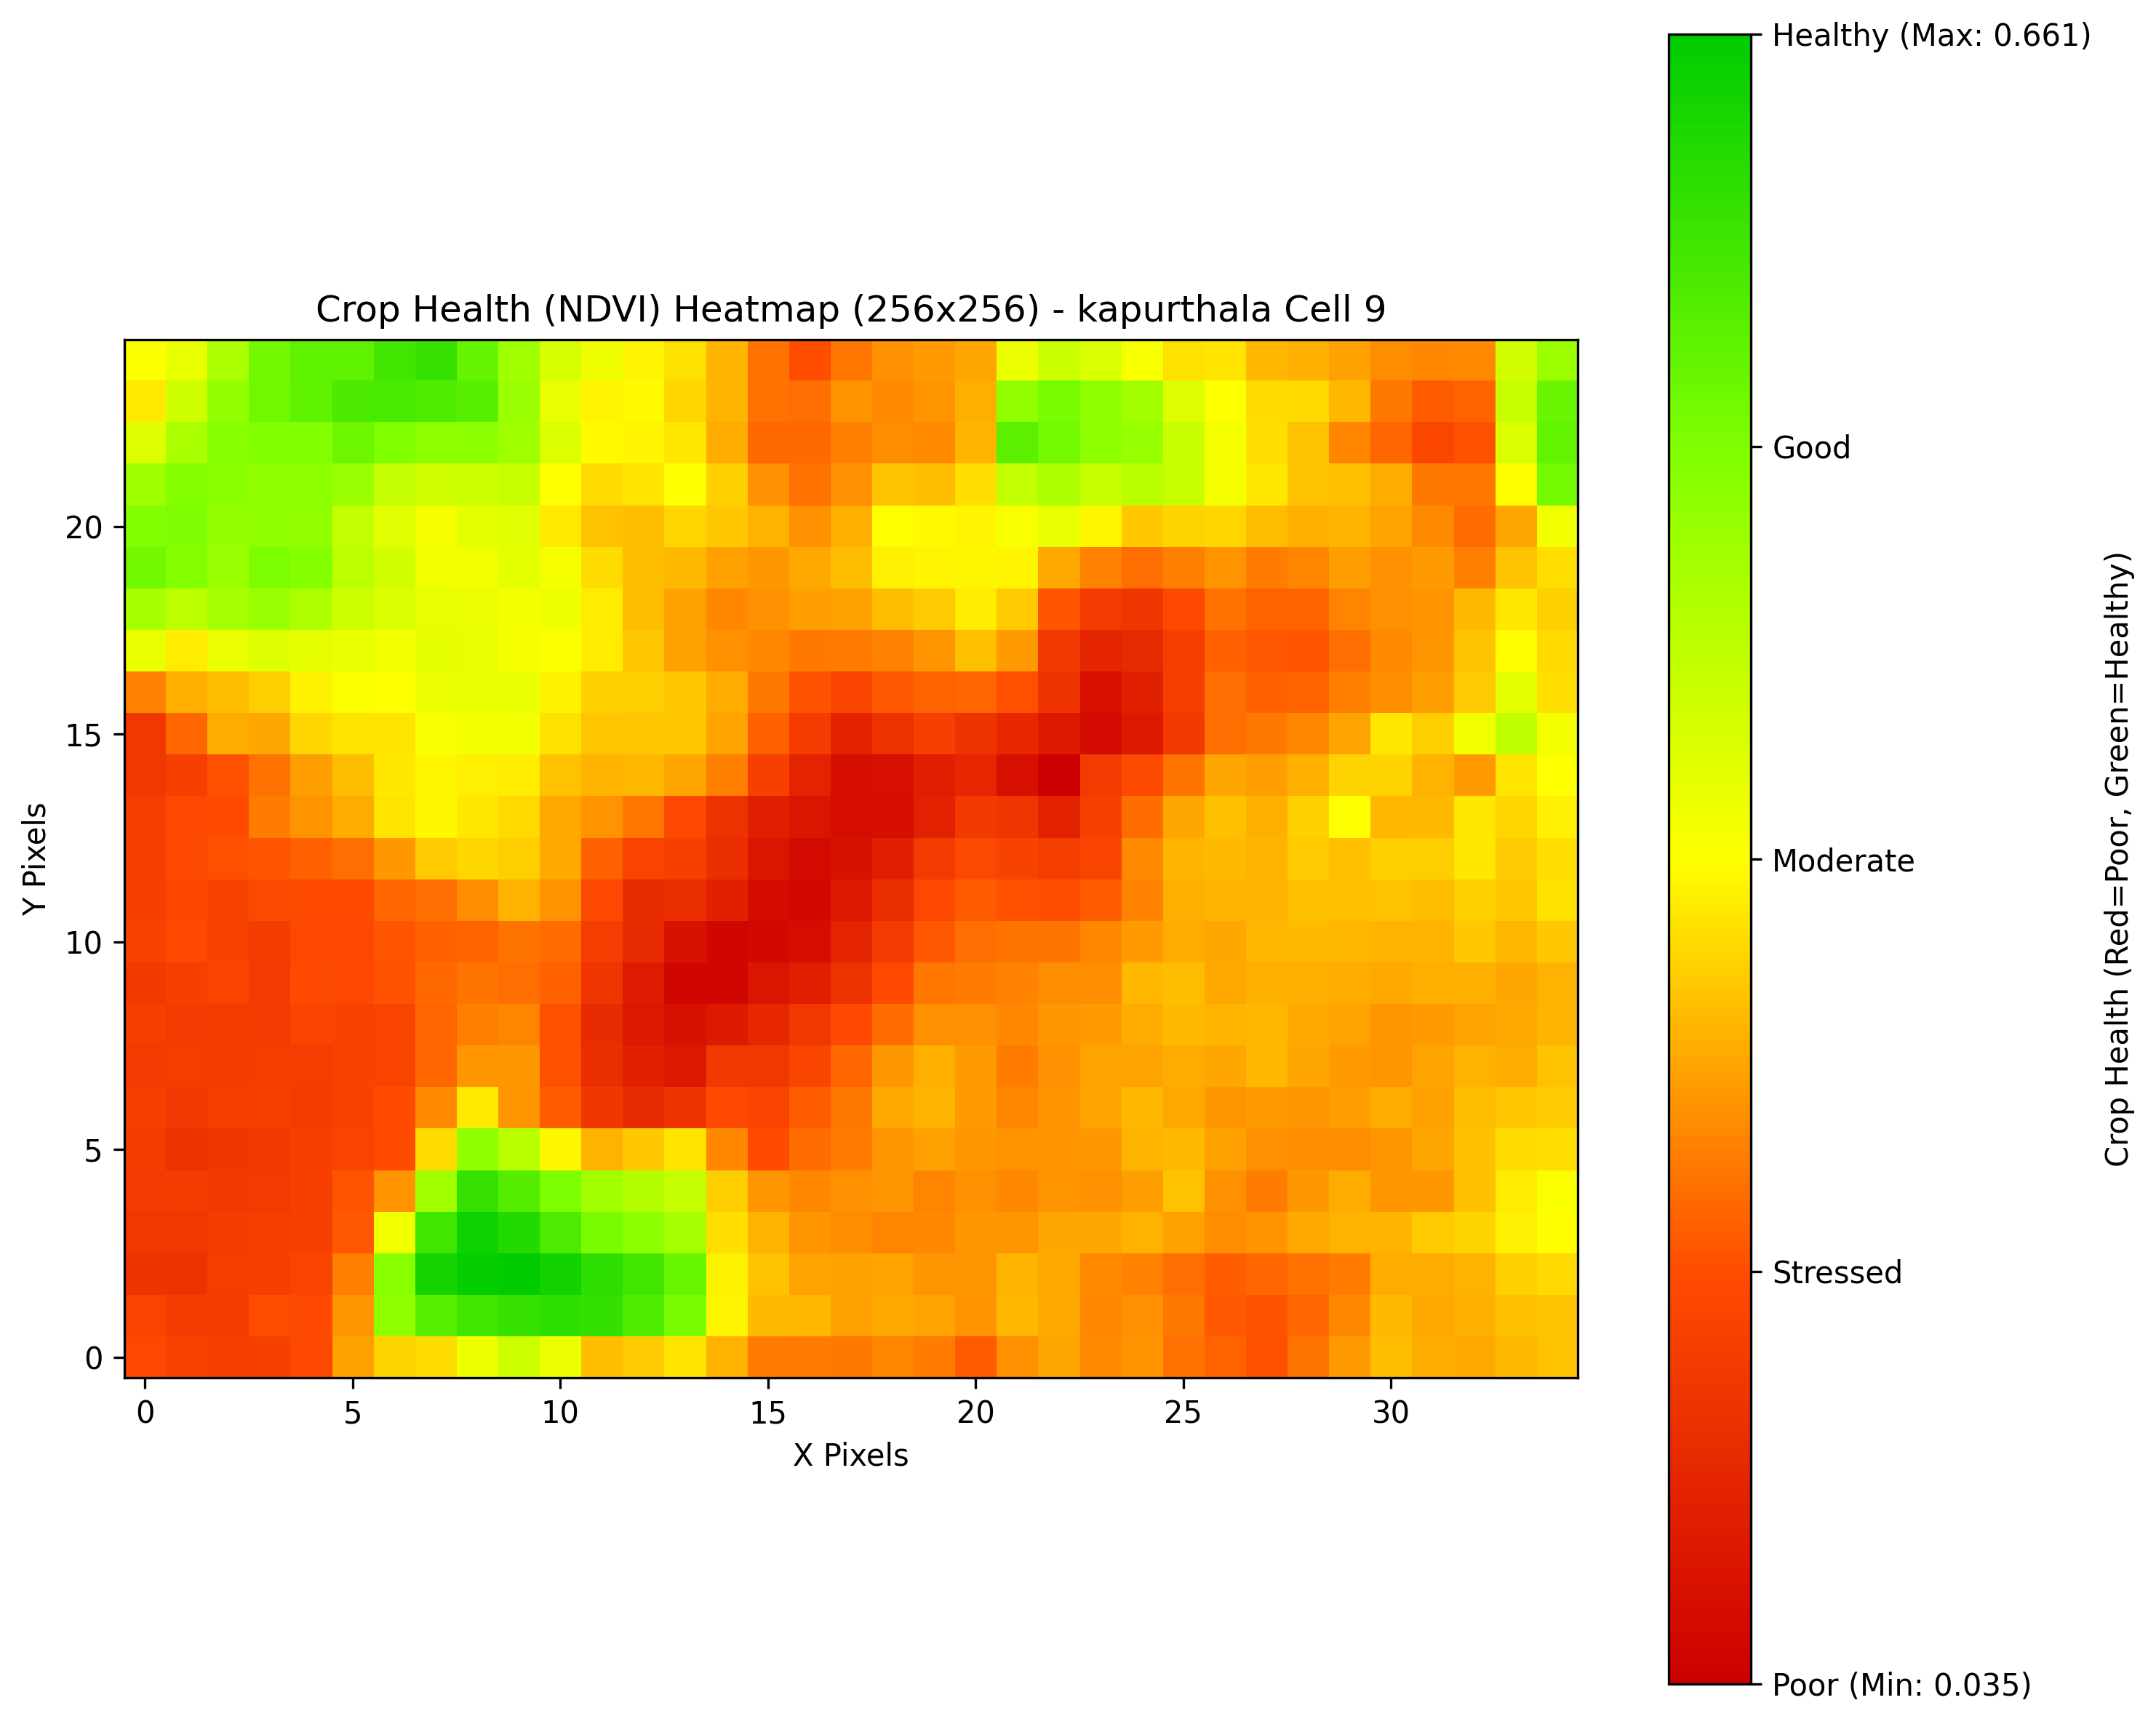 Crop Health (NDVI) Heatmap (256x256) - kapurthala Cell 9
Y Pixels
20
15
10
5
0
0 5 10 15 20 25 30
X Pixels
Healthy (Max: 0.661)
Good
Moderate
Stressed
Poor (Min: 0.035)
Crop Health (Red=Poor, Green=Healthy)